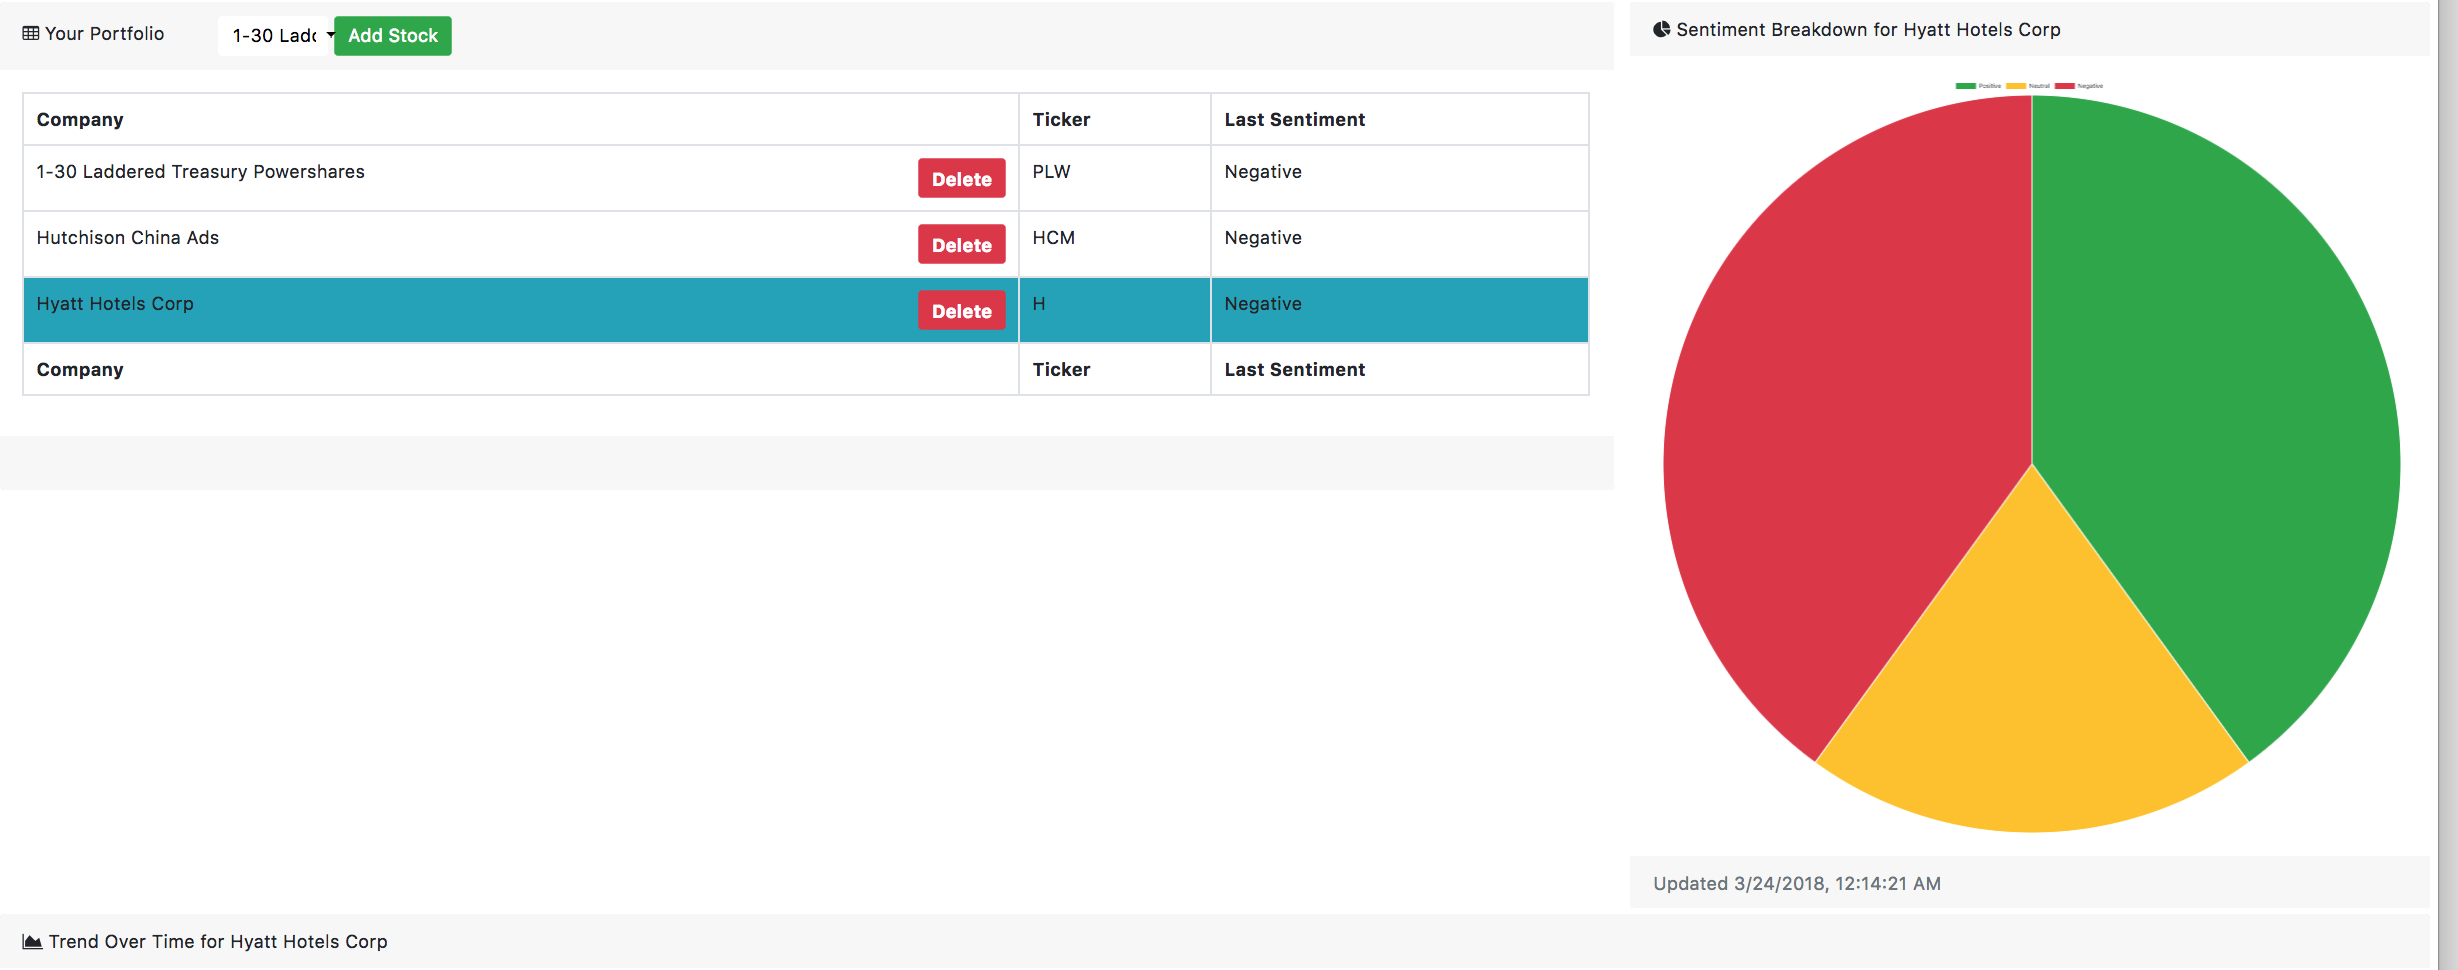 Your Portfolio
1-30 Ladd
Add Stock
Company Ticker Last Sentiment
1-30 Laddered Treasury Powershares Delete PLW Negative
Hutchison China Ads Delete HCM Negative
Hyatt Hotels Corp Delete H Negative
Company Ticker Last Sentiment
Sentiment Breakdown for Hyatt Hotels Corp
Positive Neutral Negative
Updated 3/24/2018, 12:14:21 AM
Trend Over Time for Hyatt Hotels Corp